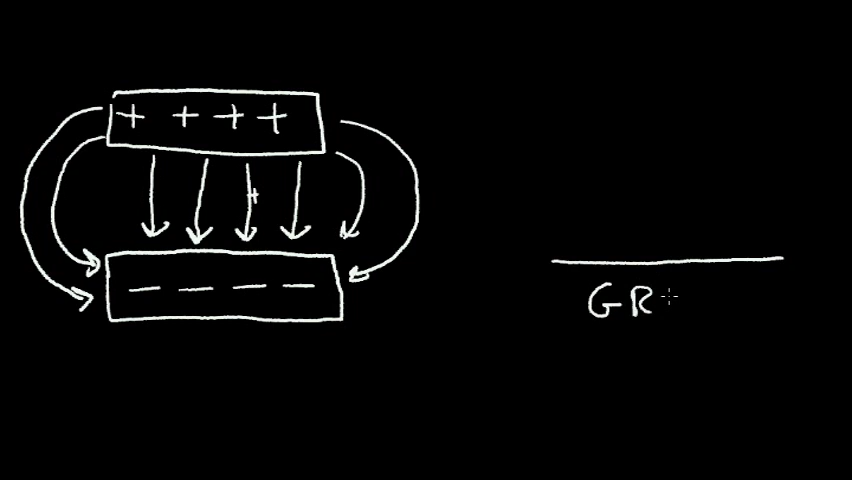 + + + +
+
— — — —
GR